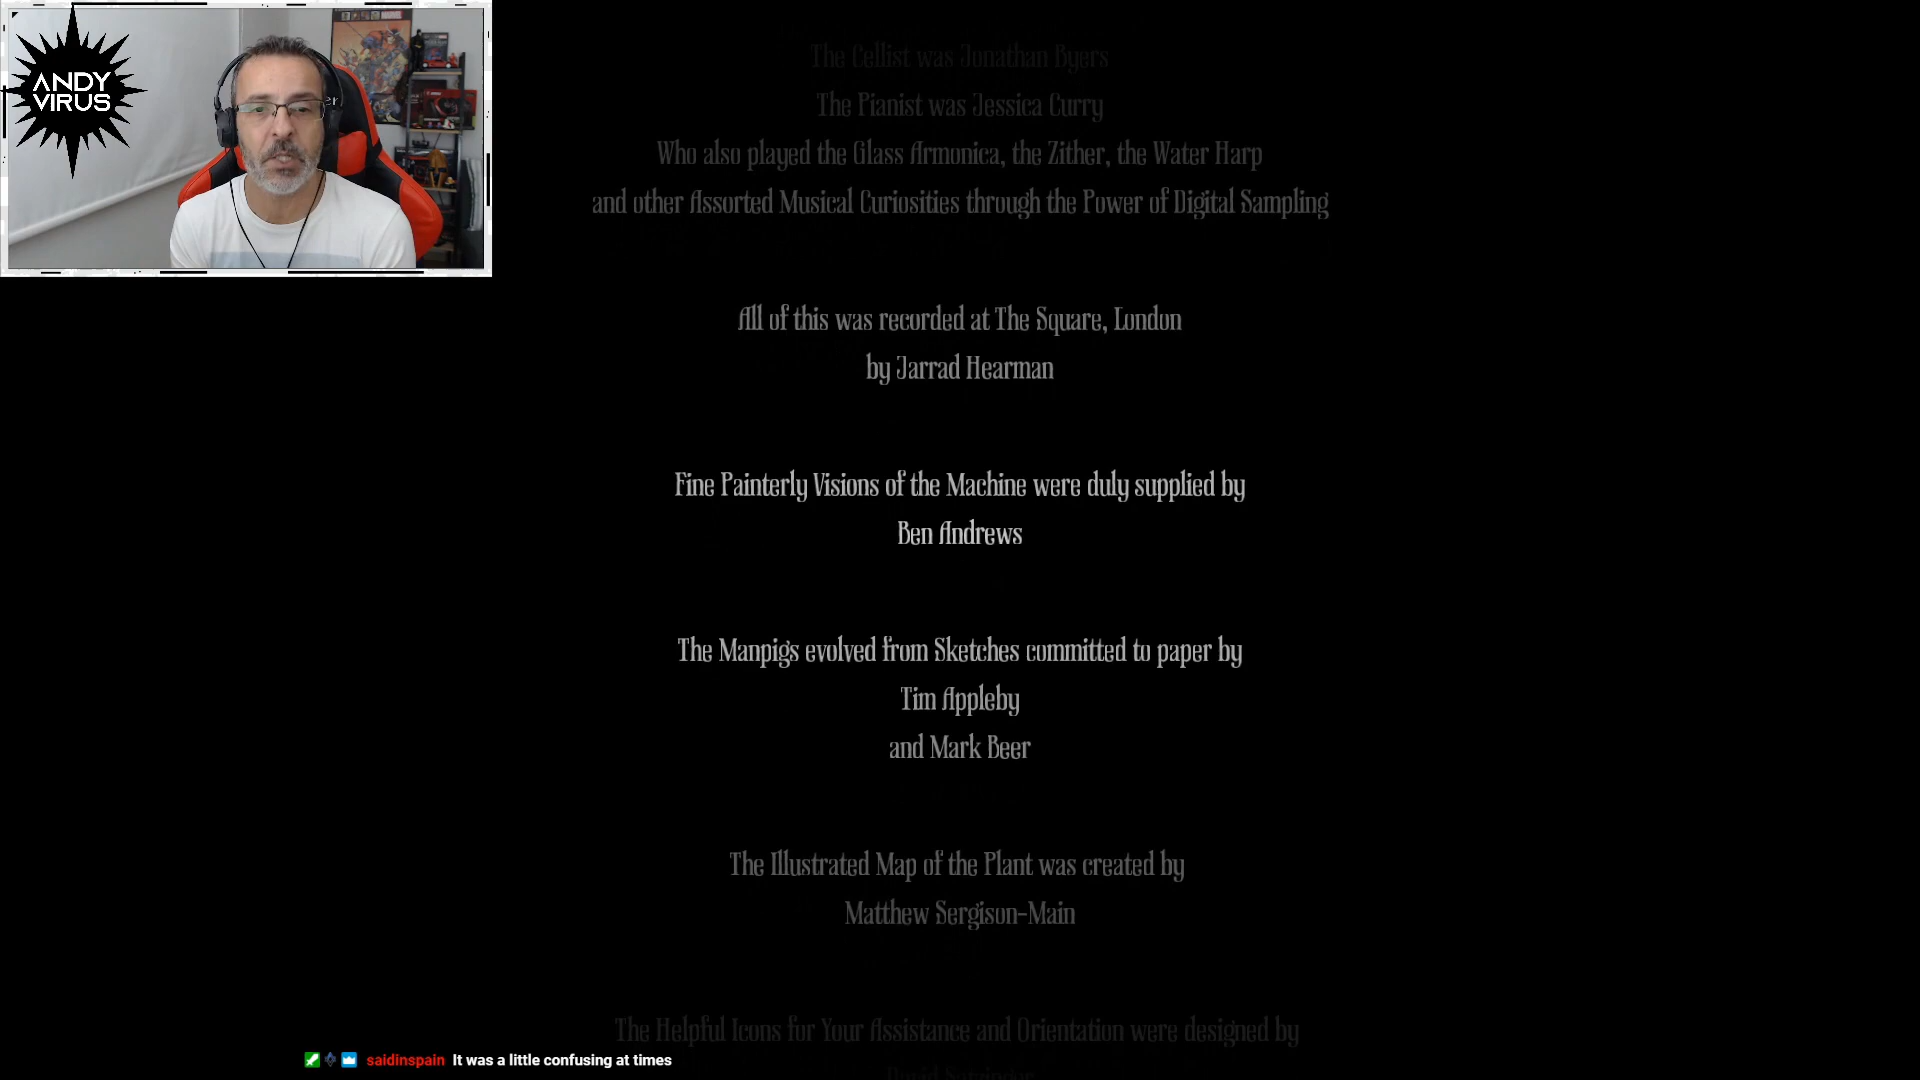 ANDY
VIRUS
The Cellist was Jonathan Byers
The Pianist was Jessica Curry
Who also played the Glass Armonica, the Zither, the Water Harp
and other Assorted Musical Curiosities through the Power of Digital Sampling
All of this was recorded at The Square, London
by Jarrad Hearman
Fine Painterly Visions of the Machine were duly supplied by
Ben Andrews
The Manpigs evolved from Sketches committed to paper by
Tim Appleby
and Mark Beer
The Illustrated Map of the Plant was created by
Matthew Sergison-Main
The Helpful Icons for Your Assistance and Orientation were designed by
David
saidinspain It was a little confusing at times